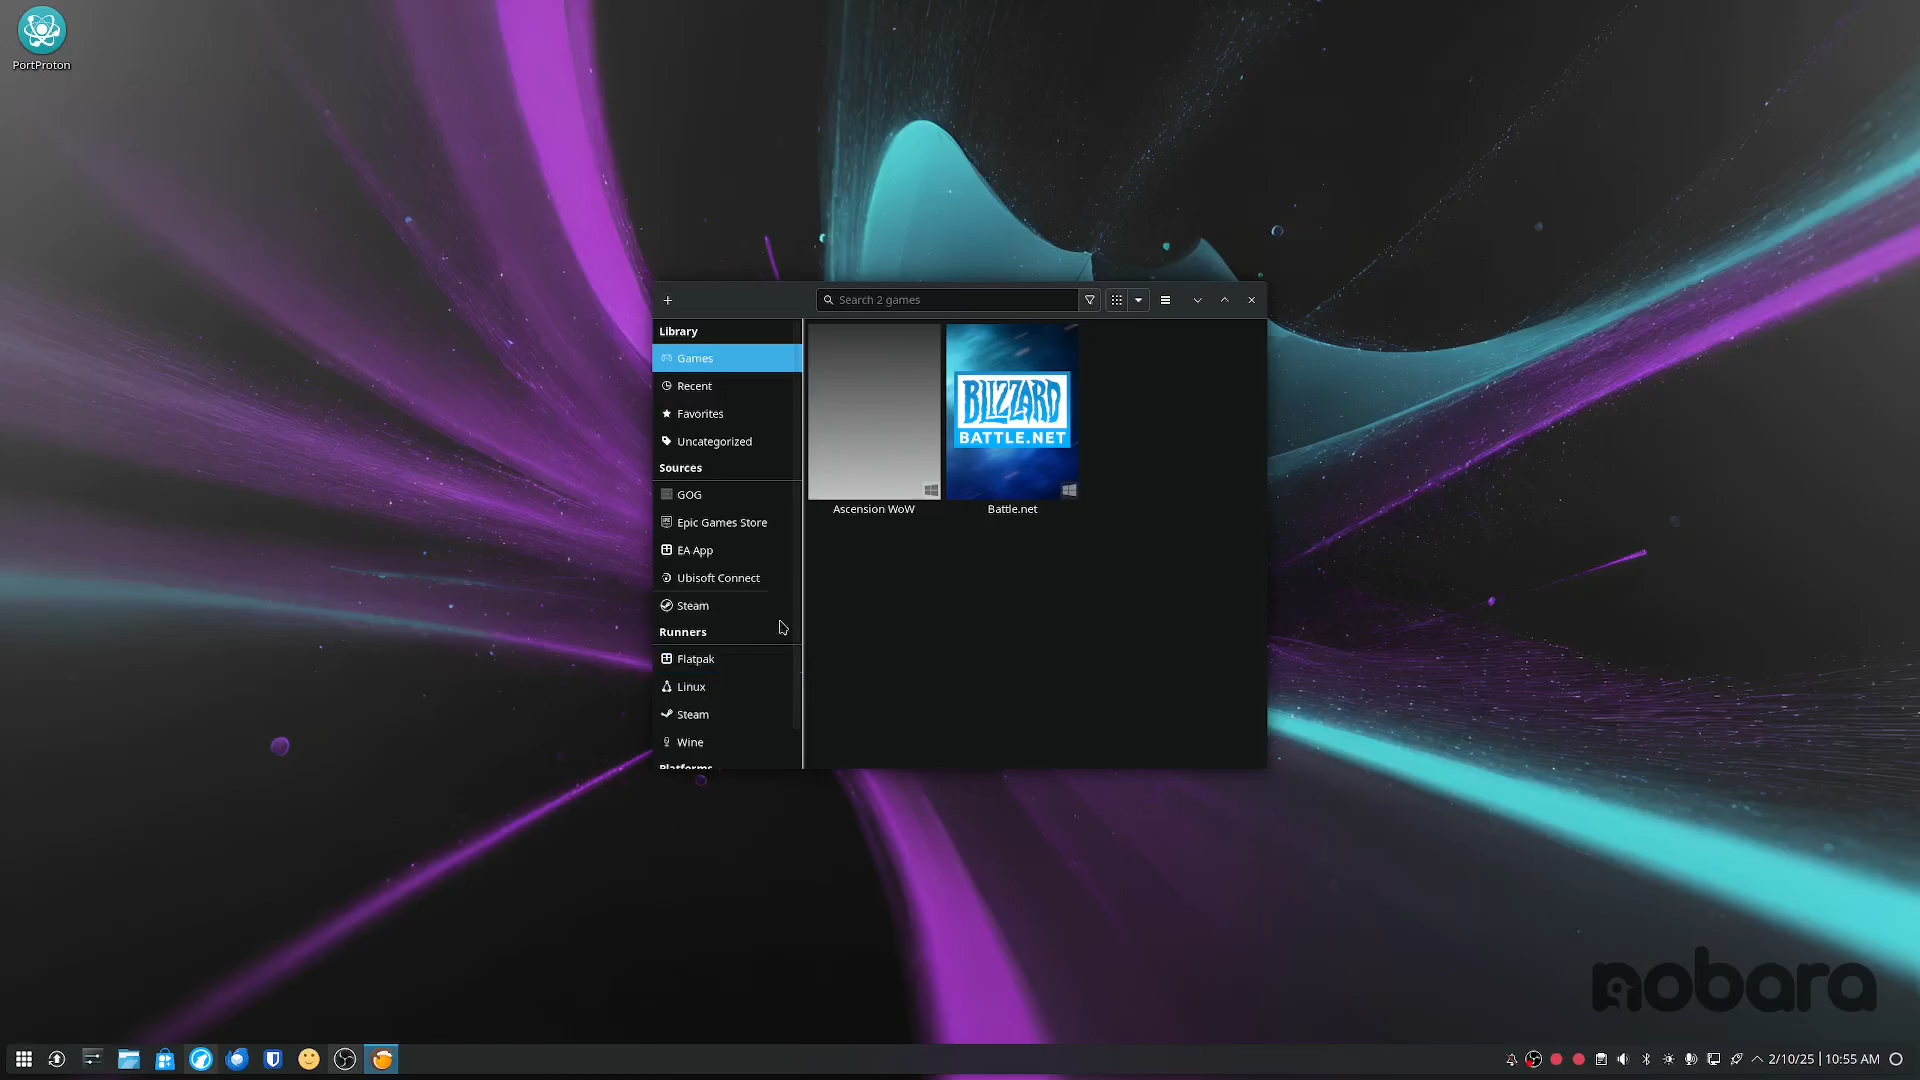 PortProton
Search 2 games
Library
Games
Recent
Favorites
Uncategorized
Sources
GOG
Epic Games Store
EA App
Ubisoft Connect
Steam
Runners
Flatpak
Linux
Steam
Wine
Platforms
BLIZZARD
BATTLE.NET
Ascension WoW
Battle.net
nobara
2/10/25
10:55 AM